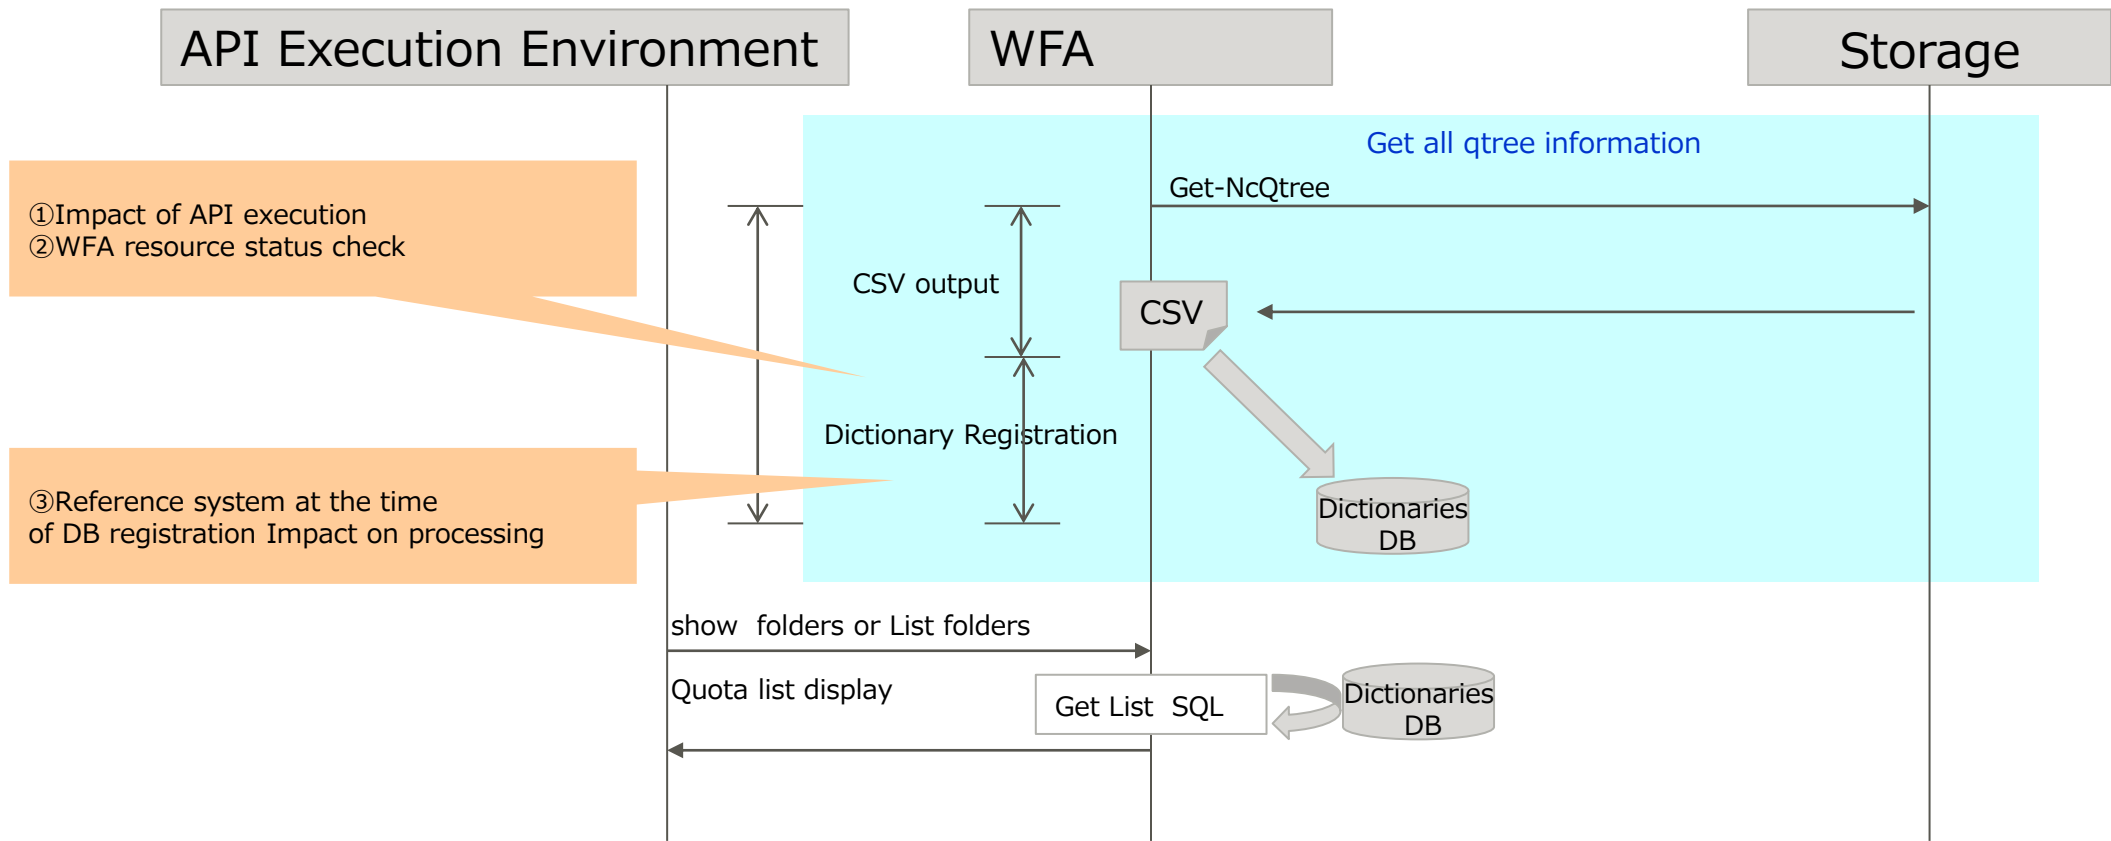 API Execution Environment
WFA
Storage
Get all qtree information
Get-NcQtree
①Impact of API execution
②WFA resource status check
CSV output
CSV
Dictionary Registration
③Reference system at the time
of DB registration Impact on processing
Dictionaries
DB
show  folders or List folders
Quota list display
Get List  SQL
Dictionaries
DB